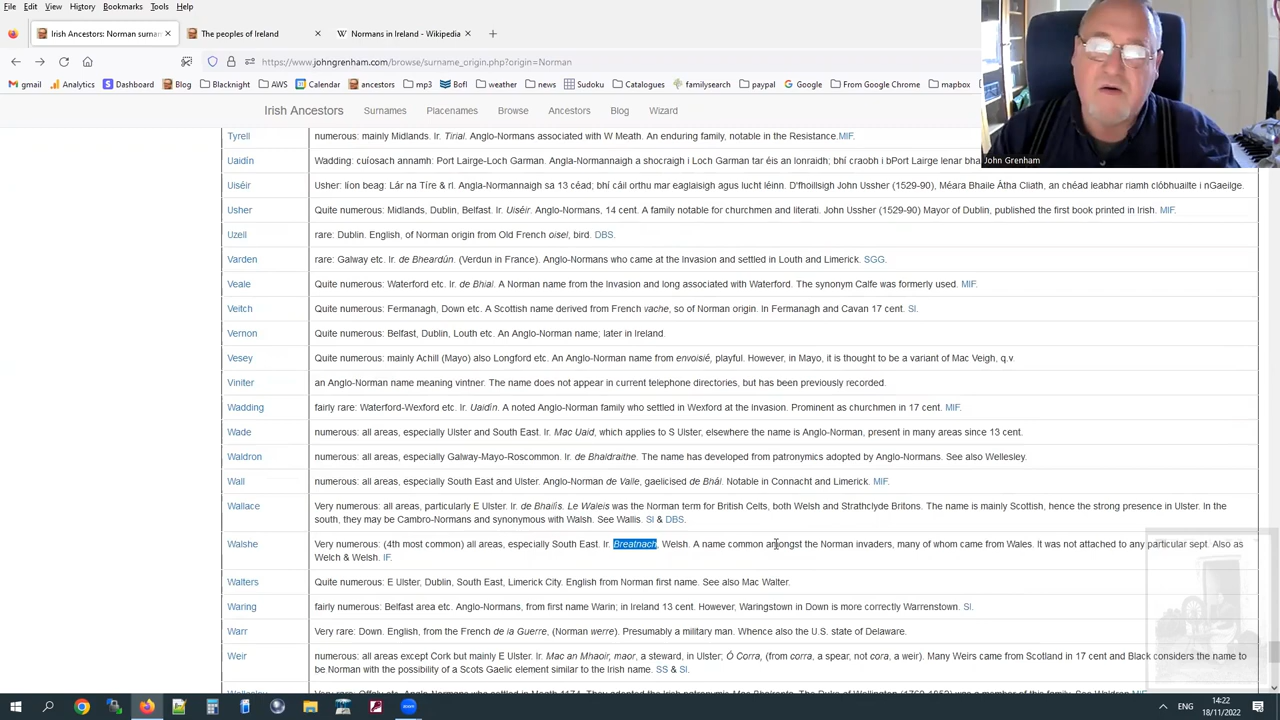 File Edit View History Bookmarks Tools Help
Irish Ancestors: Norman surnam × The peoples of Ireland × W Normans in Ireland - Wikipedia × +
https://www.johngrenham.com/browse/surname_origin.php?origin=Norman
gmail Analytics Dashboard Blog Blacknight AWS Calendar ancestors mp3 Bofi weather news Sudoku Catalogues familysearch paypal Google From Google Chrome mapbox
Irish Ancestors Surnames Placenames Browse Ancestors Blog Wizard
John Grenham
Tyrell numerous: mainly Midlands. Ir. Tirial. Anglo-Normans associated with W Meath. An enduring family, notable in the Resistance.MIF.
Uaidín Wadding: cuíosach annamh: Port Lairge-Loch Garman. Angla-Normannaigh a shocraigh i Loch Garman tar éis an Ionraidh; bhí craobh i bPort Lairge lenar bha
Uiséir Usher: líon beag: Lár na Tíre & rl. Angla-Normannaigh sa 13 céad; bhí cáil orthu mar eaglaisigh agus lucht léinn. D'fhoilsigh John Ussher (1529-90), Méara Bhaile Átha Cliath, an chéad leabhar riamh clóbhuailte i nGaeilge.
Usher Quite numerous: Midlands, Dublin, Belfast. Ir. Uiséir. Anglo-Normans, 14 cent. A family notable for churchmen and literati. John Ussher (1529-90) Mayor of Dublin, published the first book printed in Irish. MIF.
Uzell rare: Dublin. English, of Norman origin from Old French oisel, bird. DBS.
Varden rare: Galway etc. Ir. de Bheardún. (Verdun in France). Anglo-Normans who came at the Invasion and settled in Louth and Limerick. SGG.
Veale Quite numerous: Waterford etc. Ir. de Bhial. A Norman name from the Invasion and long associated with Waterford. The synonym Calfe was formerly used. MIF.
Veitch Quite numerous: Fermanagh, Down etc. A Scottish name derived from French vache, so of Norman origin. In Fermanagh and Cavan 17 cent. SI.
Vernon Quite numerous: Belfast, Dublin, Louth etc. An Anglo-Norman name; later in Ireland.
Vesey Quite numerous: mainly Achill (Mayo) also Longford etc. An Anglo-Norman name from envoisié, playful. However, in Mayo, it is thought to be a variant of Mac Veigh, q.v.
Viniter an Anglo-Norman name meaning vintner. The name does not appear in current telephone directories, but has been previously recorded.
Wadding fairly rare: Waterford-Wexford etc. Ir. Uaidín. A noted Anglo-Norman family who settled in Wexford at the Invasion. Prominent as churchmen in 17 cent. MIF.
Wade numerous: all areas, especially Ulster and South East. Ir. Mac Uaid, which applies to S Ulster, elsewhere the name is Anglo-Norman, present in many areas since 13 cent.
Waldron numerous: all areas, especially Galway-Mayo-Roscommon. Ir. de Bhaldraithe. The name has developed from patronymics adopted by Anglo-Normans. See also Wellesley.
Wall numerous: all areas, especially South East and Ulster. Anglo-Norman de Valle, gaelicised de Bhál. Notable in Connacht and Limerick. MIF.
Wallace Very numerous: all areas, particularly E Ulster. Ir. de Bhailís. Le Waleis was the Norman term for British Celts, both Welsh and Strathclyde Britons. The name is mainly Scottish, hence the strong presence in Ulster. In the
south, they may be Cambro-Normans and synonymous with Walsh. See Wallis. SI & DBS.
Walshe Very numerous: (4th most common) all areas, especially South East. Ir. Breatnach, Welsh. A name common amongst the Norman invaders, many of whom came from Wales. It was not attached to any particular sept. Also as
Welch & Welsh. IF.
Walters Quite numerous: E Ulster, Dublin, South East, Limerick City. English from Norman first name. See also Mac Walter.
Waring fairly numerous: Belfast area etc. Anglo-Normans, from first name Warin; in Ireland 13 cent. However, Waringstown in Down is more correctly Warrenstown. SI.
Warr Very rare: Down. English, from the French de la Guerre, (Norman werre). Presumably a military man. Whence also the U.S. state of Delaware.
Weir numerous: all areas except Cork but mainly E Ulster. Ir. Mac an Mhaoir, maor, a steward, in Ulster; Ó Corra, (from corra, a spear, not cora, a weir). Many Weirs came from Scotland in 17 cent and Black considers the name to
be Norman with the possibility of a Scots Gaelic element similar to the Irish name. SS & SI.
ENG 14:22
18/11/2022